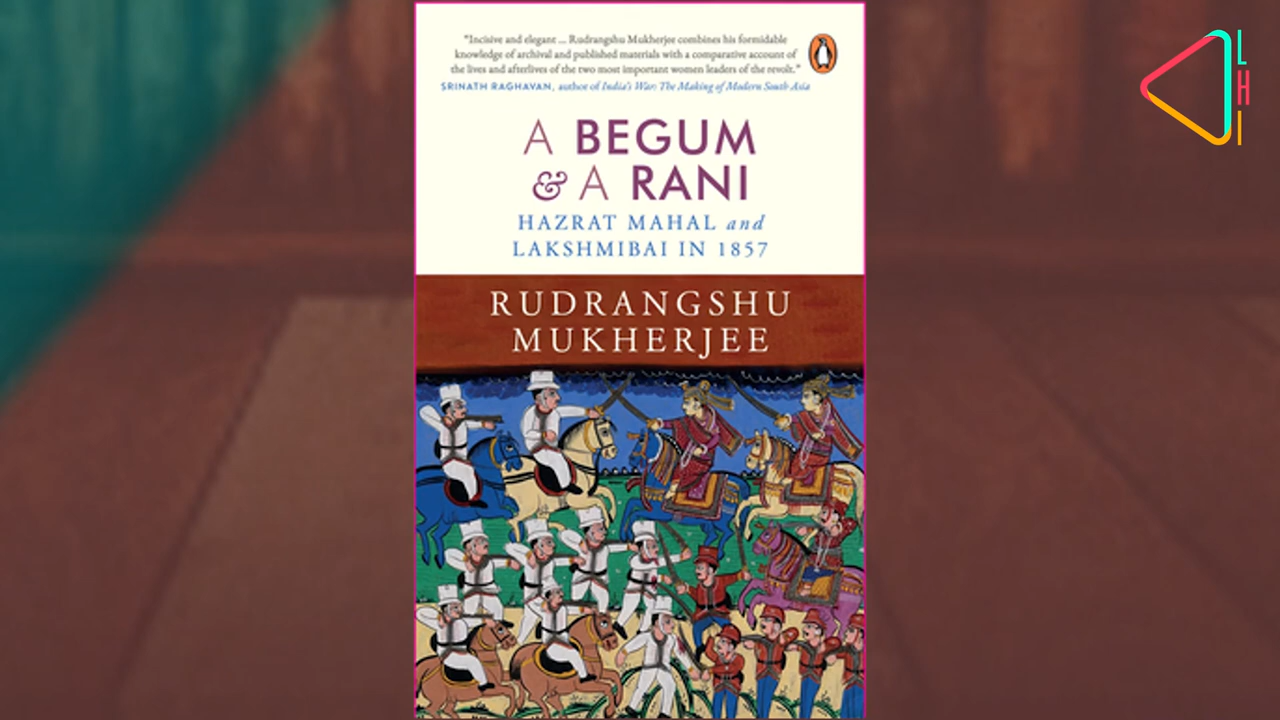 "Incisive and elegant ... Rudrangshu Mukherjee combines his formidable
knowledge of archival and published materials with a comparative account of
the lives and afterlives of the two most important women leaders of the revolt."
SRINATH RAGHAVAN, author of India's War: The Making of Modern South Asia
A BEGUM
& A RANI
HAZRAT MAHAL and
LAKSHMIBAI IN 1857
RUDRANGSHU
MUKHERJEE
L
H
I